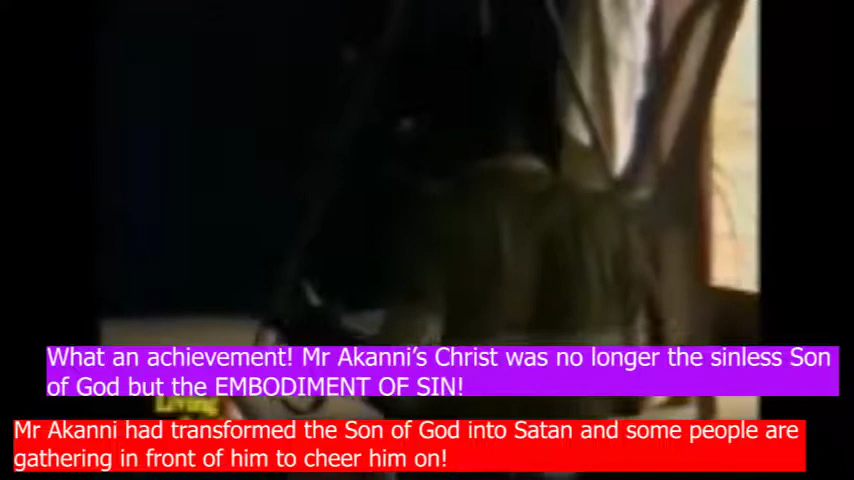 What an achievement! Mr Akanni's Christ was no longer the sinless Son
of God but the EMBODIMENT OF SIN!
Living
Mr Akanni had transformed the Son of God into Satan and some people are
gathering in front of him to cheer him on!